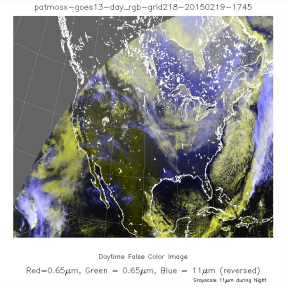 patmosx-goes13-day_rgb-grid218-20150219-1745
Daytime False Color Image
Red=0.65μm, Green = 0.65μm, Blue = 11μm (reversed)
Grayscale 11μm during Night